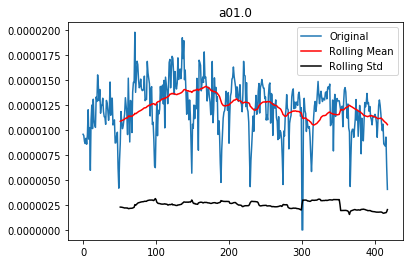 a01.0
Original
Rolling Mean
Rolling Std
0.0000200
0.0000175
0.0000150
0.0000125
0.0000100
0.0000075
0.0000050
0.0000025
0.0000000
0 100 200 300 400